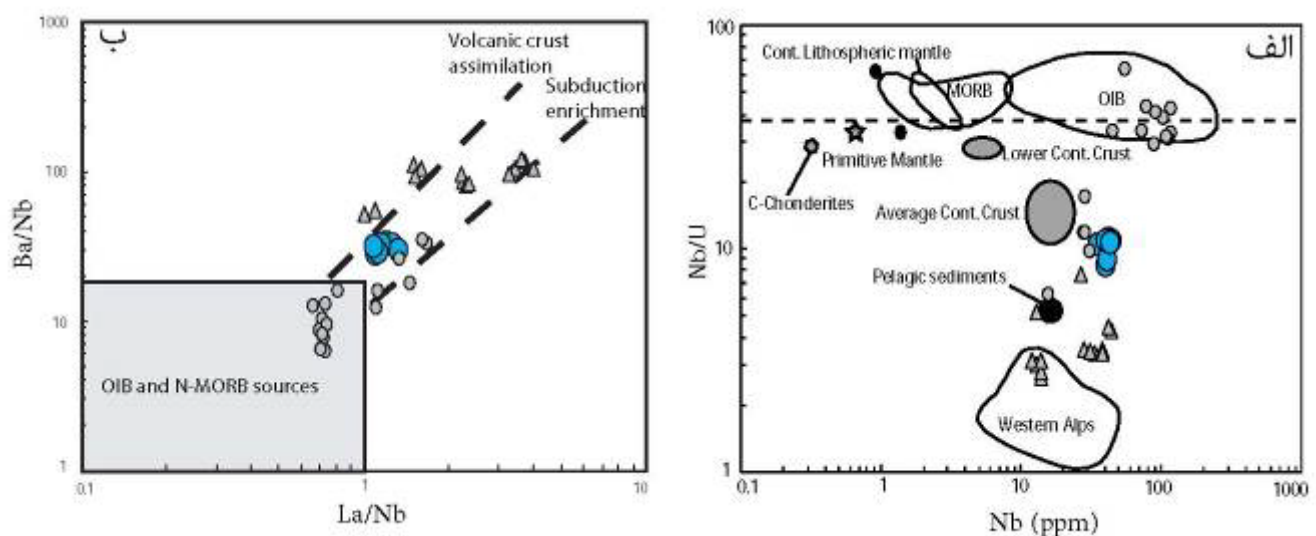 ب
1000
100
10
1
Ba/Nb
Volcanic crust
assimilation
Subduction
enrichment
OIB and N-MORB sources
0.1
1
10
La/Nb
الف
100
10
1
Nb/U
Cont. Lithospheric mantle
MORB
OIB
Primitive Mantle
Lower Cont. Crust
C-Chonderites
Average Cont. Crust
Pelagic sediments
Western Alps
0.1
1
10
100
1000
Nb (ppm)